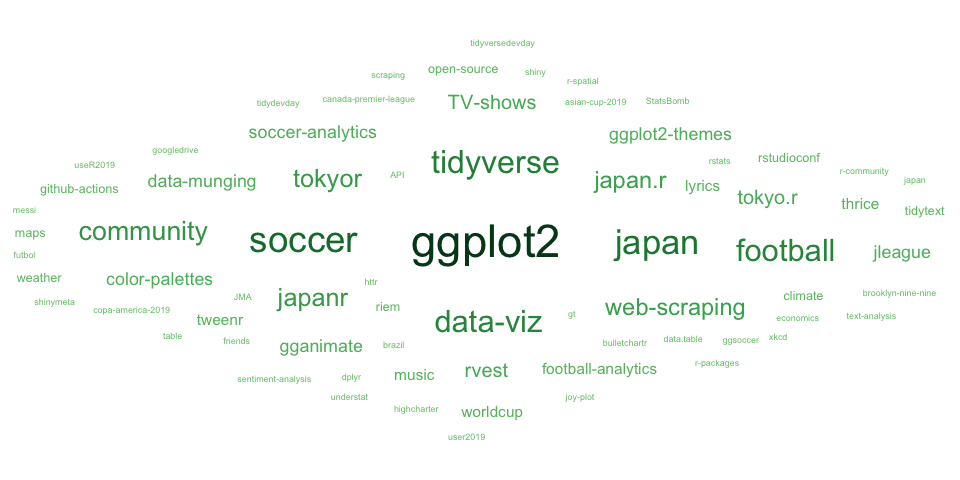 tidyversedevday
scraping open-source shiny r-spatial
tidydevday canada-premier-league TV-shows asian-cup-2019 StatsBomb
soccer-analytics ggplot2-themes
useR2019 googledrive tidyverse rstats rstudioconf
github-actions data-munging tokyor API japan.r lyrics tokyo.r r-community japan
messi thrice tidytext
maps community soccer ggplot2 japan football jleague
futbol
weather color-palettes httr climate brooklyn-nine-nine
shinymeta copa-america-2019 JMA japanr riem web-scraping
tweenr data-viz gt economics text-analysis
table friends gganimate brazil bulletchartr data.table ggsoccer xkcd
sentiment-analysis dplyr music rvest football-analytics r-packages
understat highcharter worldcup joy-plot
user2019